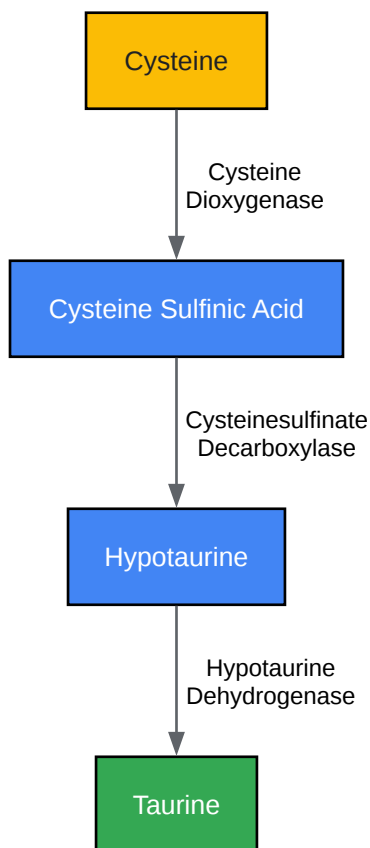 Cysteine
Cysteine
Dioxygenase
Cysteine Sulfinic Acid
Cysteinesulfinate
Decarboxylase
Hypotaurine
Hypotaurine
Dehydrogenase
Taurine